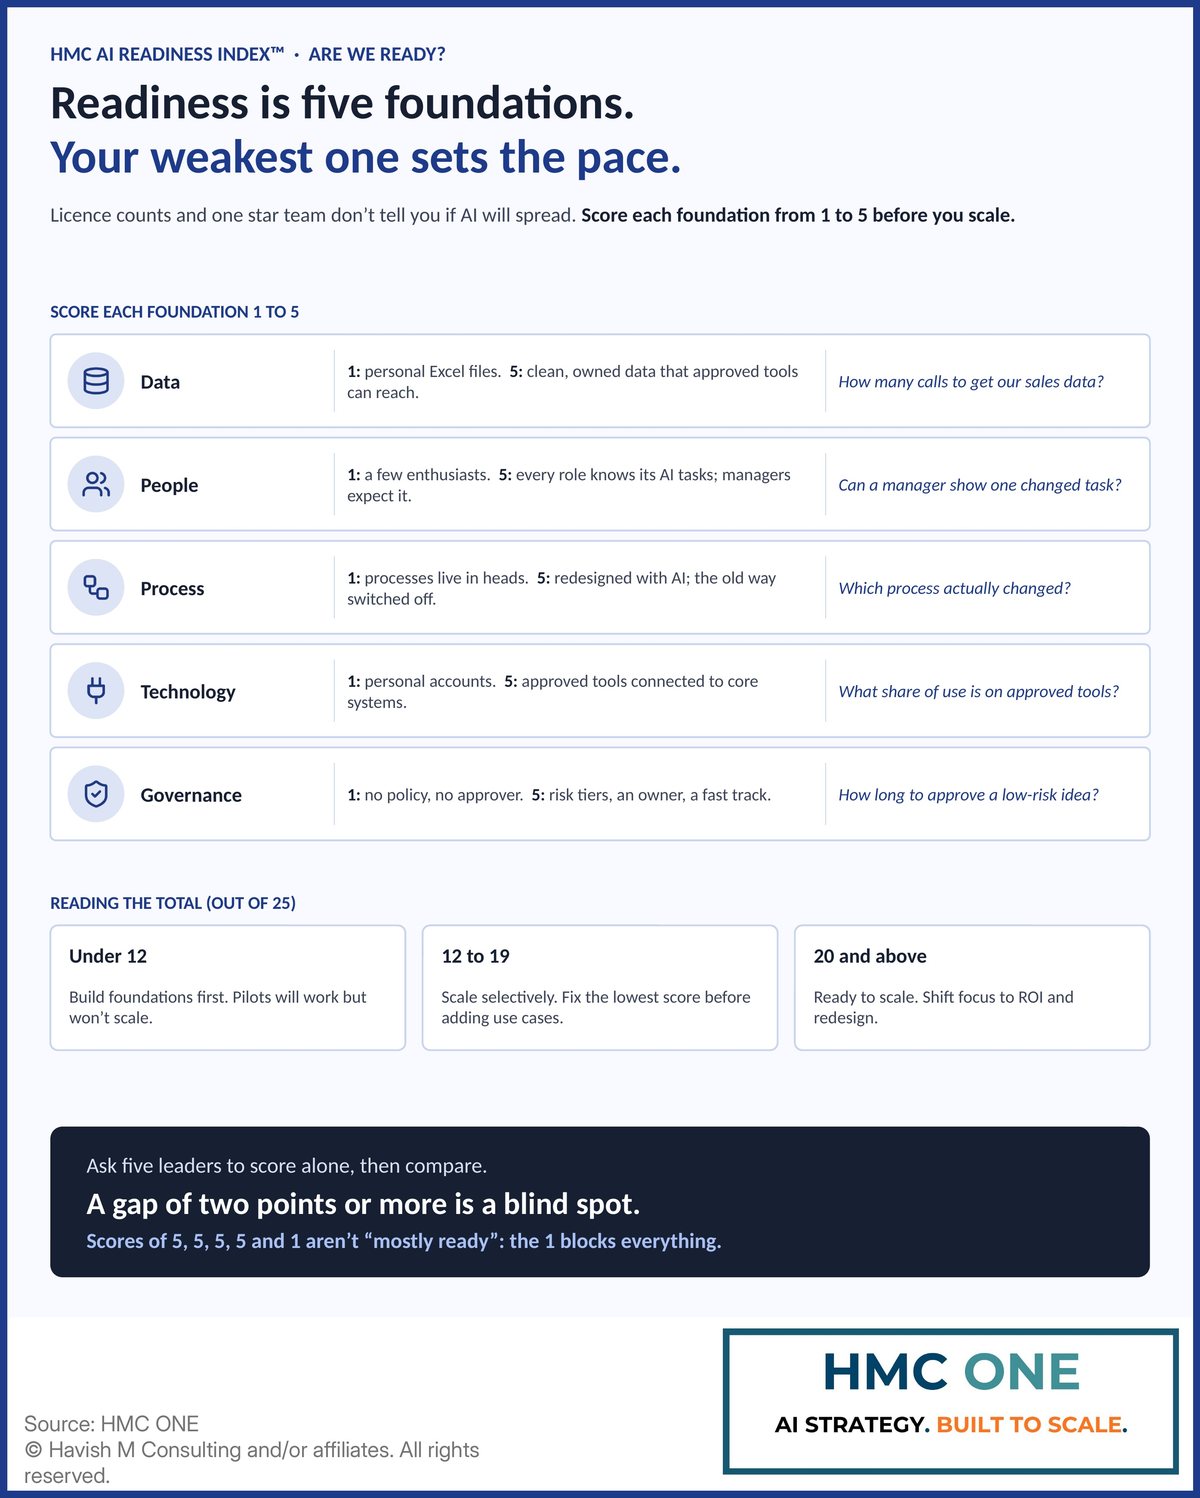 HMC AI READINESS INDEX™ · ARE WE READY?
Readiness is five foundations.
Your weakest one sets the pace.
Licence counts and one star team don’t tell you if AI will spread. Score each foundation from 1 to 5 before you scale.
SCORE EACH FOUNDATION 1 TO 5
Data
1: personal Excel files. 5: clean, owned data that approved tools
can reach.
How many calls to get our sales data?
People
1: a few enthusiasts. 5: every role knows its AI tasks; managers
expect it.
Can a manager show one changed task?
Process
1: processes live in heads. 5: redesigned with AI; the old way
switched off.
Which process actually changed?
Technology
1: personal accounts. 5: approved tools connected to core
systems.
What share of use is on approved tools?
Governance
1: no policy, no approver. 5: risk tiers, an owner, a fast track.
How long to approve a low-risk idea?
READING THE TOTAL (OUT OF 25)
Under 12
Build foundations first. Pilots will work but
won’t scale.
12 to 19
Scale selectively. Fix the lowest score before
adding use cases.
20 and above
Ready to scale. Shift focus to ROI and
redesign.
Ask five leaders to score alone, then compare.
A gap of two points or more is a blind spot.
Scores of 5, 5, 5, 5 and 1 aren’t “mostly ready”: the 1 blocks everything.
HMC ONE
AI STRATEGY. BUILT TO SCALE.
Source: HMC ONE
© Havish M Consulting and/or affiliates. All rights
reserved.